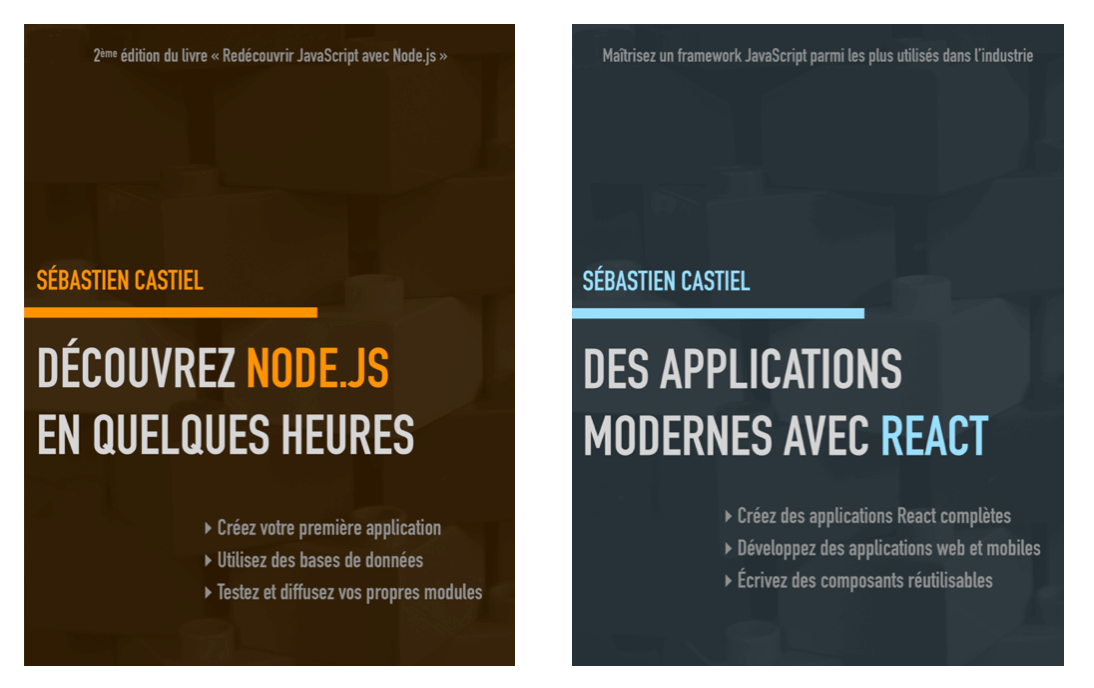 2ème édition du livre « Redécouvrir JavaScript avec Node.js »
SÉBASTIEN CASTIEL
DÉCOUVREZ NODE.JS
EN QUELQUES HEURES
Créez votre première application
Utilisez des bases de données
Testez et diffusez vos propres modules
Maîtrisez un framework JavaScript parmi les plus utilisés dans l'industrie
SÉBASTIEN CASTIEL
DES APPLICATIONS
MODERNES AVEC REACT
Créez des applications React complètes
Développez des applications web et mobiles
Écrivez des composants réutilisables